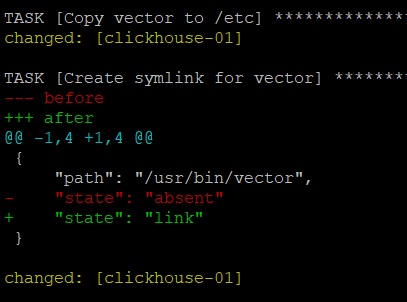 TASK [Copy vector to /etc] **************
changed: [clickhouse-01]
TASK [Create symlink for vector] ********
--- before
+++ after
@@ -1,4 +1,4 @@
 {
     "path": "/usr/bin/vector",
-    "state": "absent"
+    "state": "link"
 }
changed: [clickhouse-01]